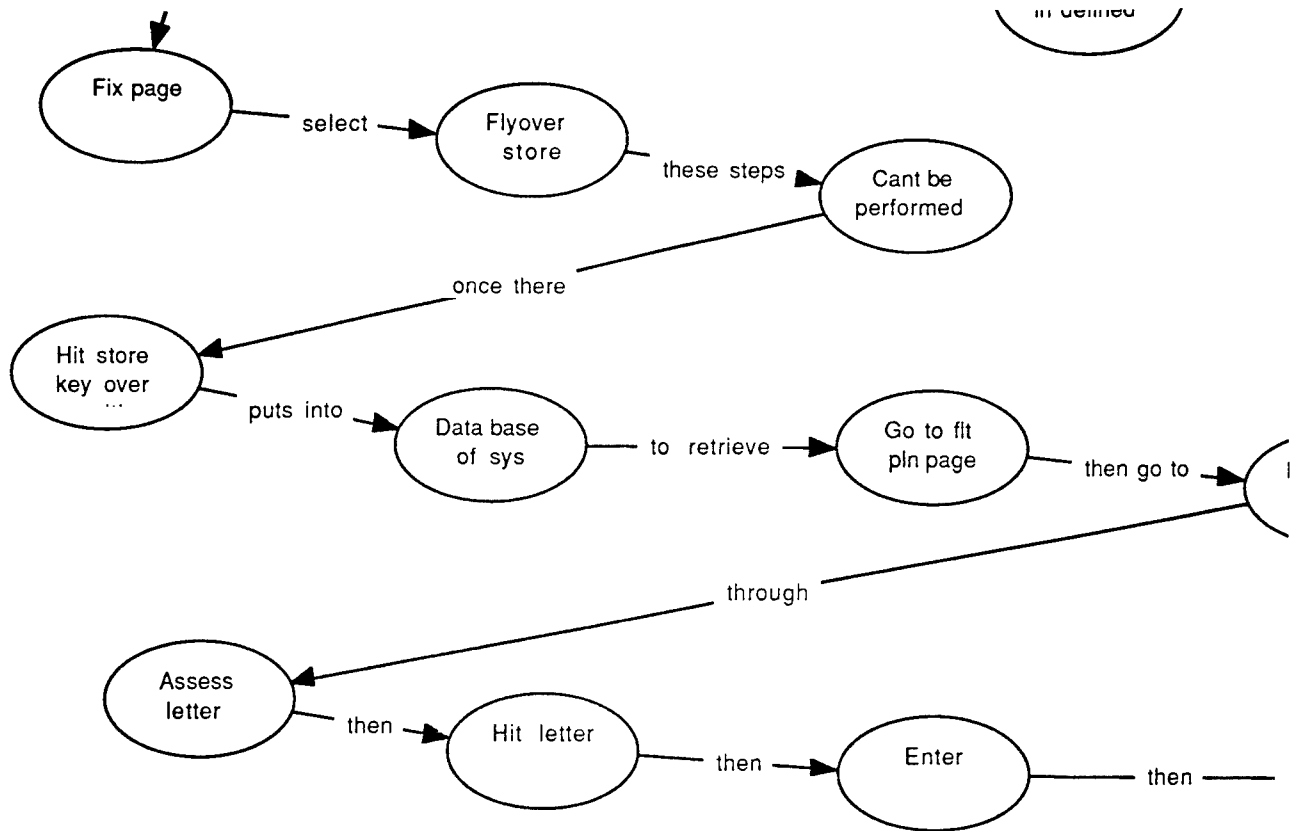 in defined
Fix page
select
Flyover
store
these steps
Cant be
performed
once there
Hit store
key over
...
puts into
Data base
of sys
to retrieve
Go to flt
pln page
then go to
through
Assess
letter
then
Hit letter
then
Enter
then